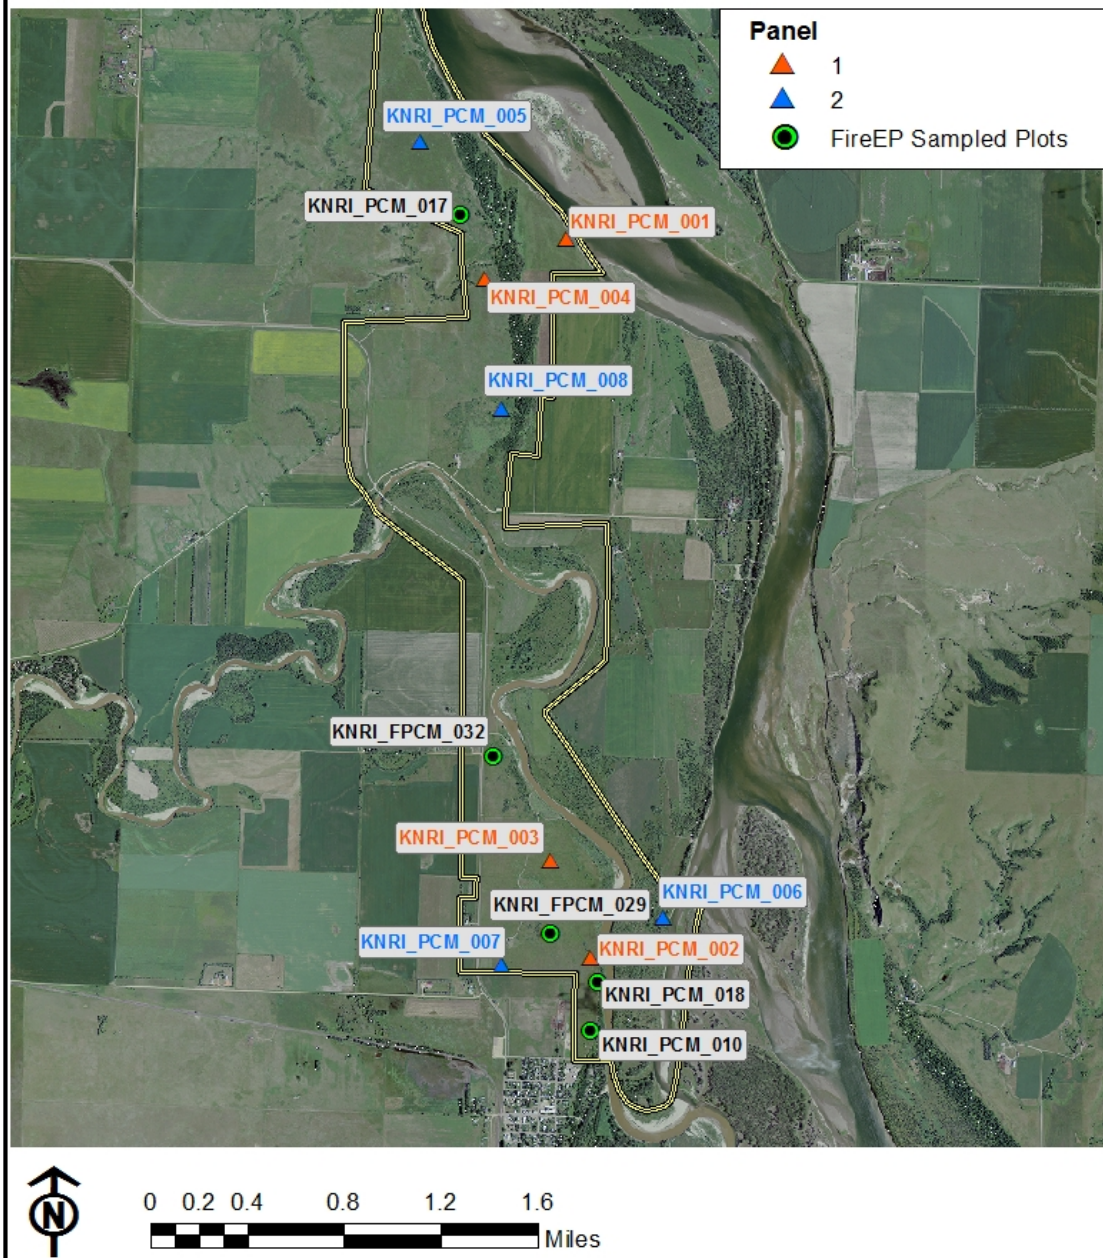 Panel
1
2
FireEP Sampled Plots
KNRI_PCM_005
KNRI_PCM_017
KNRI_PCM_001
KNRI_PCM_004
KNRI_PCM_008
KNRI_FPCM_032
KNRI_PCM_003
KNRI_PCM_006
KNRI_FPCM_029
KNRI_PCM_007
KNRI_PCM_002
KNRI_PCM_018
KNRI_PCM_010
N
0 0.2 0.4 0.8 1.2 1.6
Miles